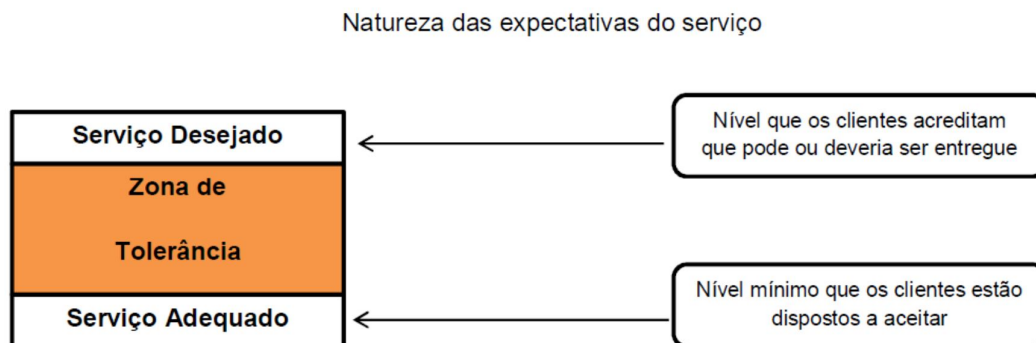 Natureza das expectativas do serviço
Serviço Desejado
Zona de
Tolerância
Serviço Adequado
Nível que os clientes acreditam
que pode ou deveria ser entregue
Nível mínimo que os clientes estão
dispostos a aceitar